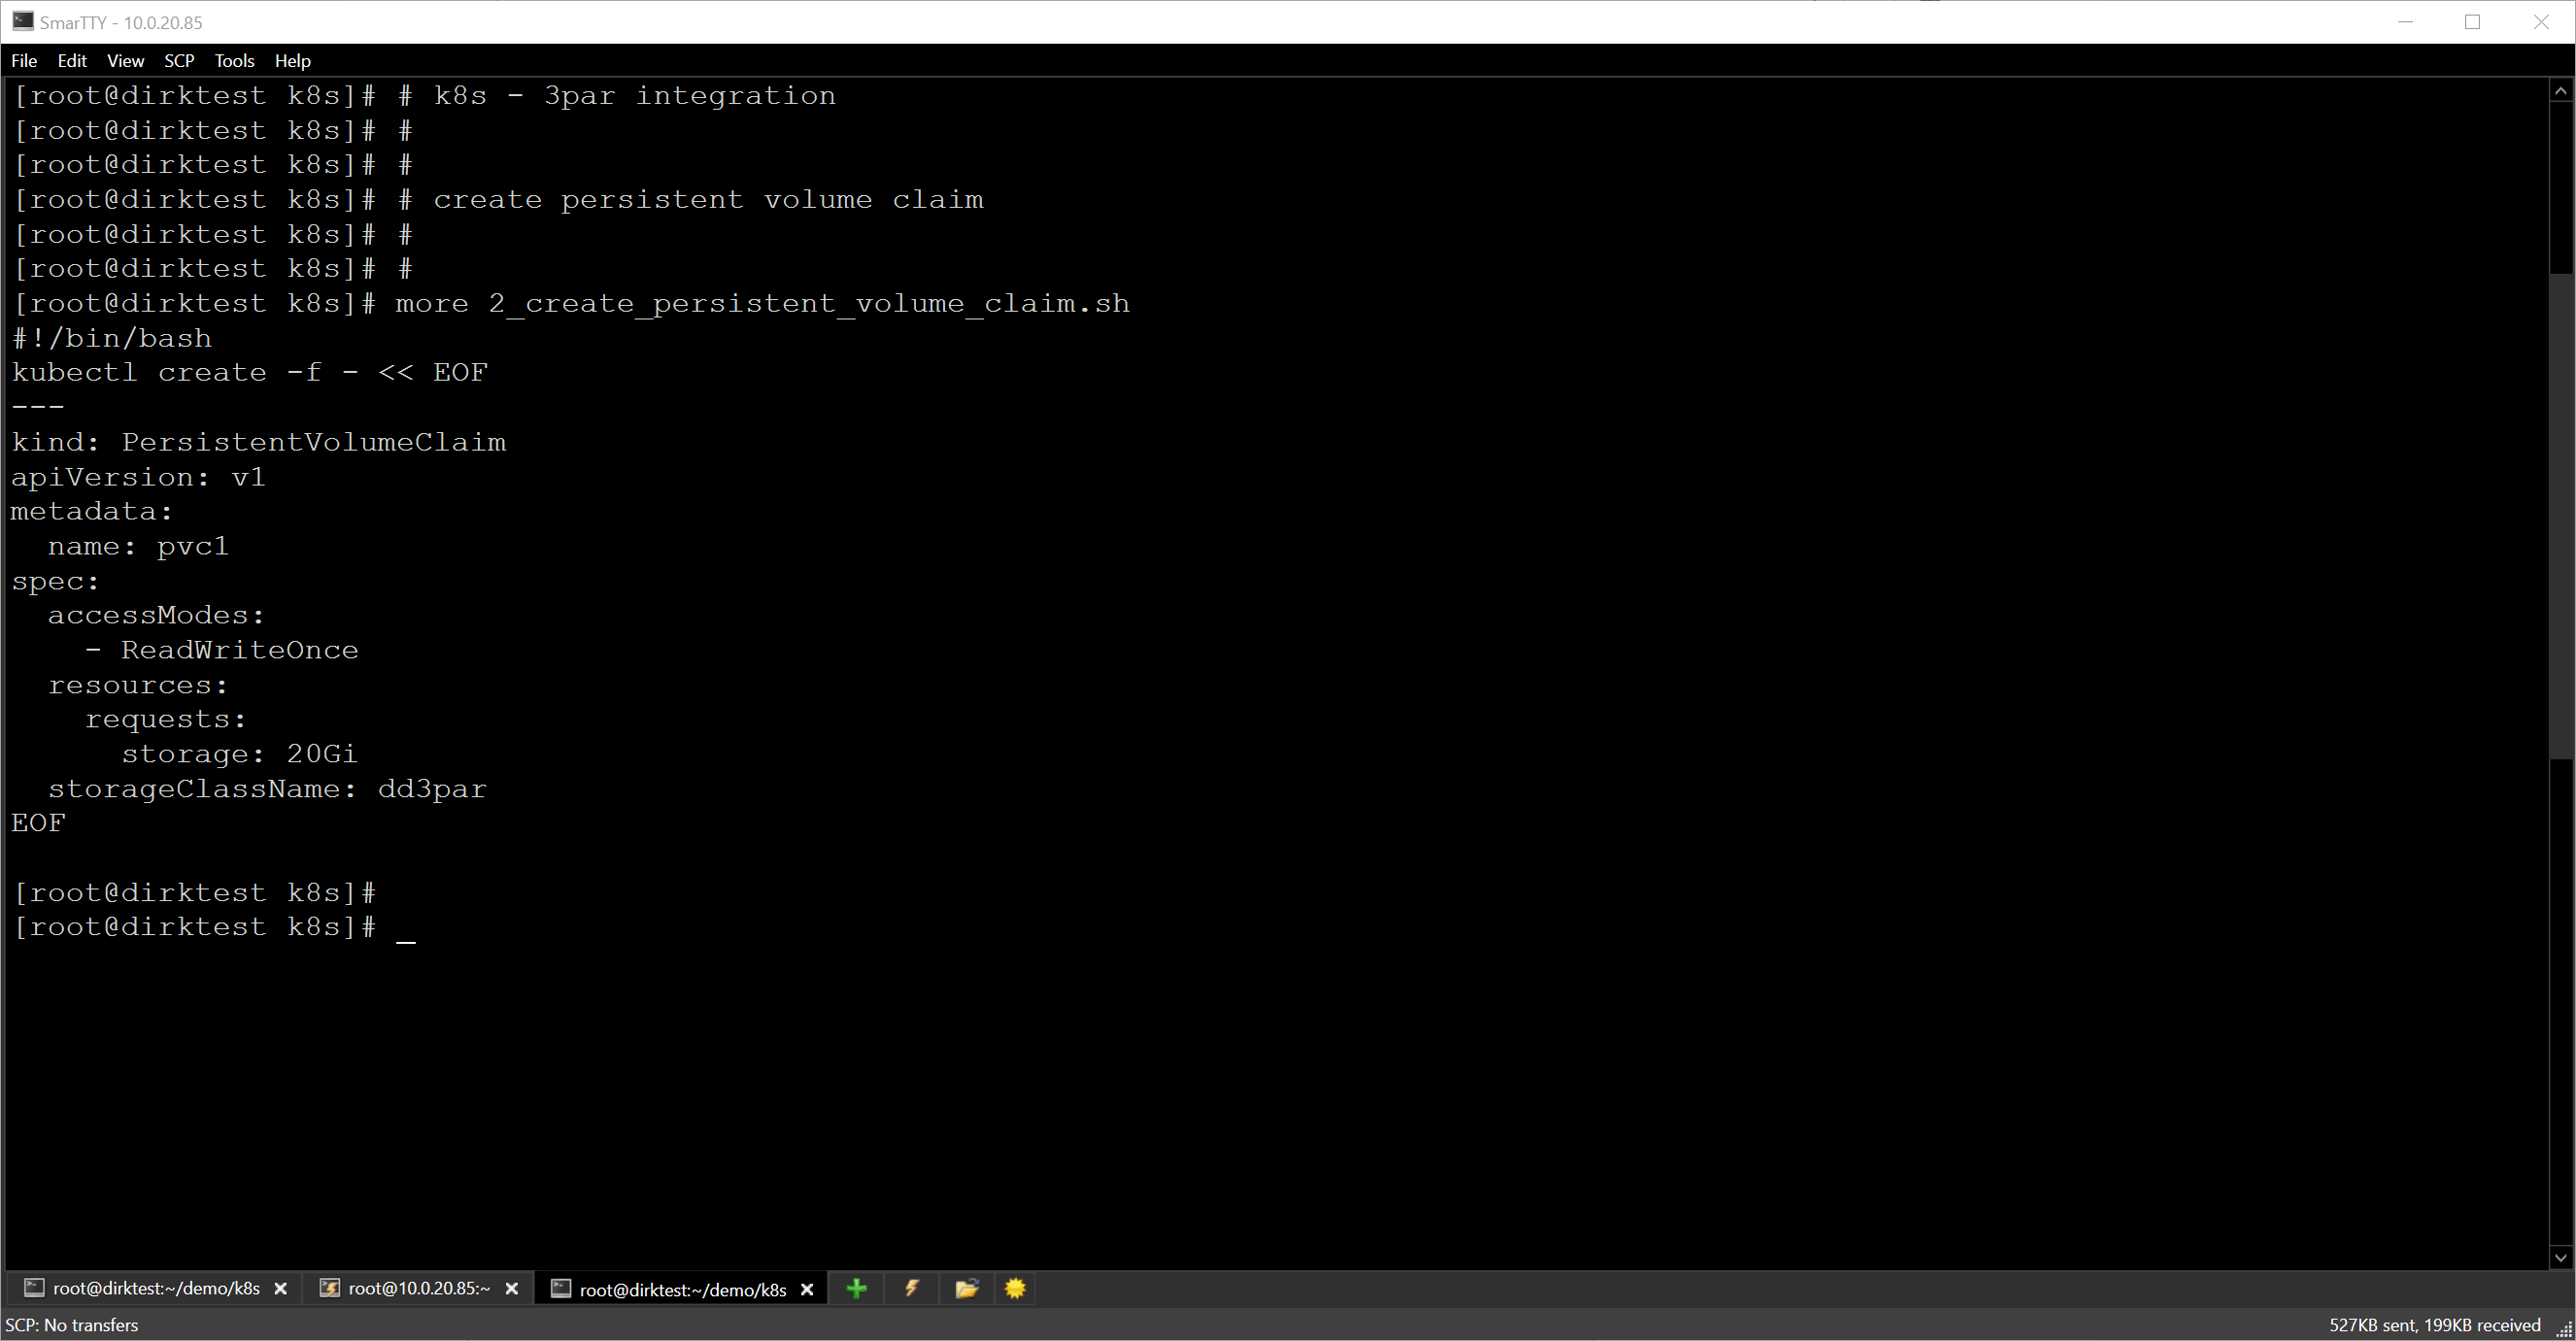 SmarTTY - 10.0.20.85
File Edit View SCP Tools Help
[root@dirktest k8s]# # k8s - 3par integration
[root@dirktest k8s]# #
[root@dirktest k8s]# #
[root@dirktest k8s]# # create persistent volume claim
[root@dirktest k8s]# #
[root@dirktest k8s]# #
[root@dirktest k8s]# more 2_create_persistent_volume_claim.sh
#!/bin/bash
kubectl create -f - << EOF
---
kind: PersistentVolumeClaim
apiVersion: v1
metadata:
  name: pvc1
spec:
  accessModes:
    - ReadWriteOnce
  resources:
    requests:
      storage: 20Gi
  storageClassName: dd3par
EOF
[root@dirktest k8s]#
[root@dirktest k8s]# _
root@dirktest:~/demo/k8s root@10.0.20.85:~ root@dirktest:~/demo/k8s
SCP: No transfers 527KB sent, 199KB received